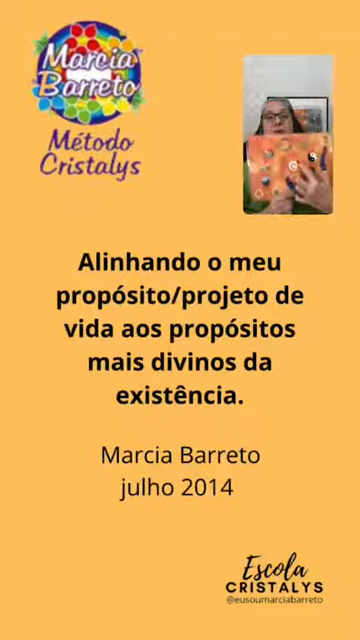 Marcia
Barreto
Método
Cristalys
Alinhando o meu
propósito/projeto de
vida aos propósitos
mais divinos da
existência.
Marcia Barreto
julho 2014
Escola
CRISTALYS
@eusoumarciabarreto